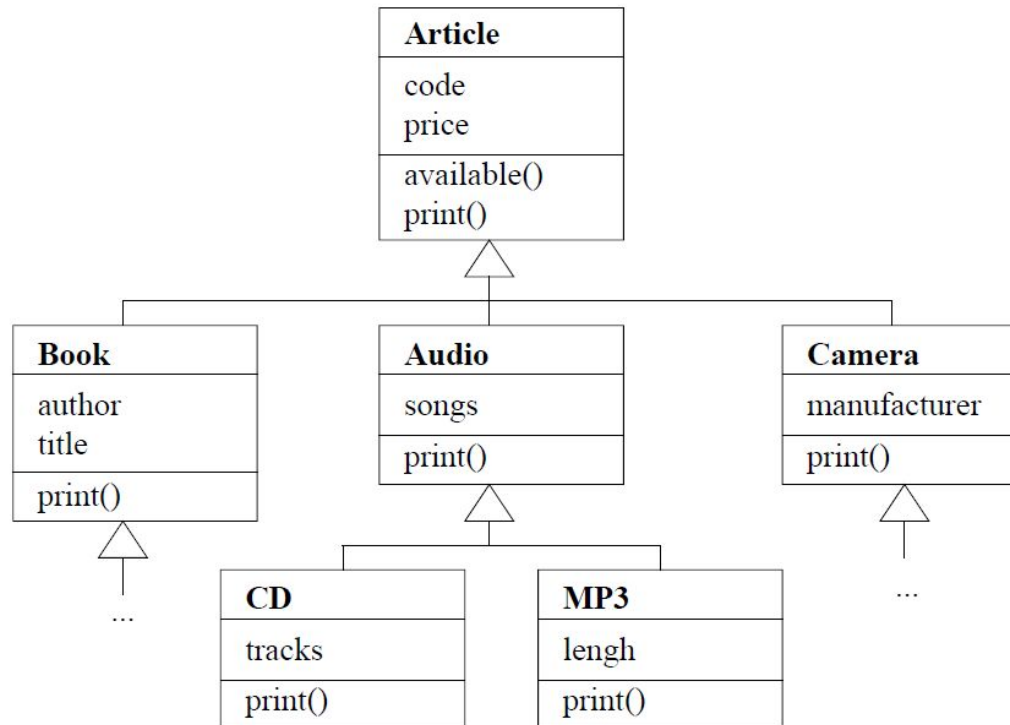 Article
code
price
available()
print()
Book
author
title
print()
Audio
songs
print()
Camera
manufacturer
print()
...
...
CD
tracks
print()
MP3
lengh
print()